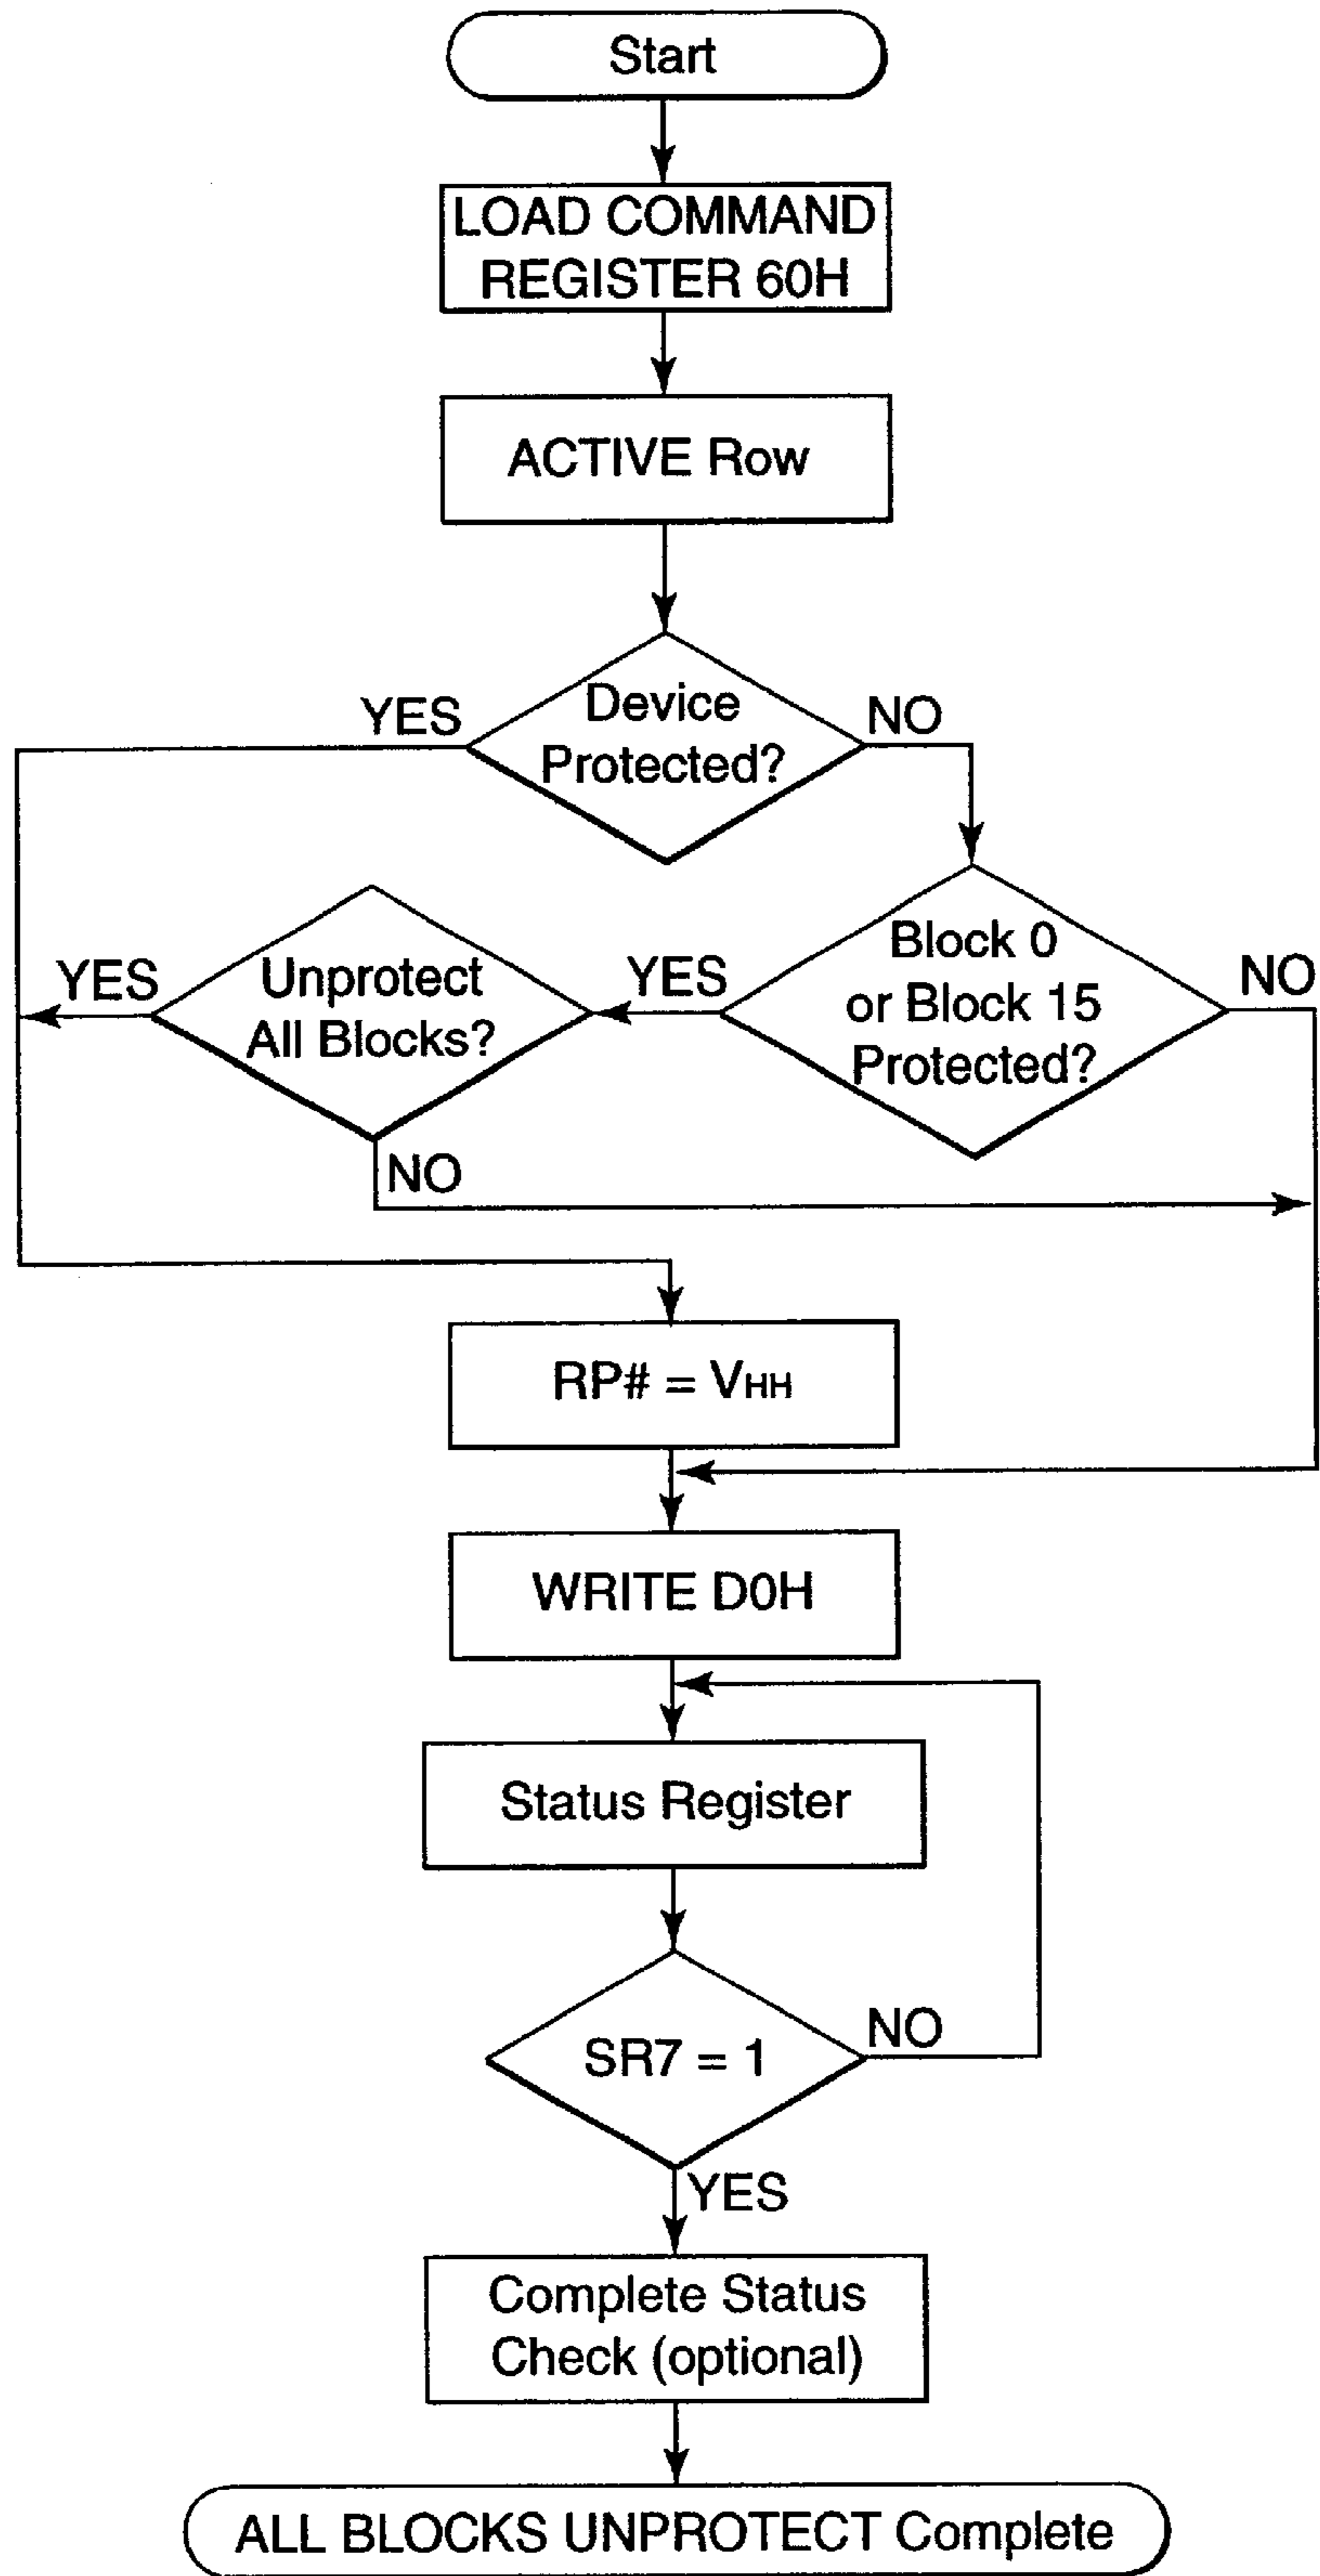 Start
LOAD COMMAND
REGISTER 60H
ACTIVE Row
Device
Protected?
YES
NO
Block 0
or Block 15
Protected?
YES
NO
Unprotect
All Blocks?
YES
NO
RP# = VHH
WRITE D0H
Status Register
SR7 = 1
NO
YES
Complete Status
Check (optional)
ALL BLOCKS UNPROTECT Complete